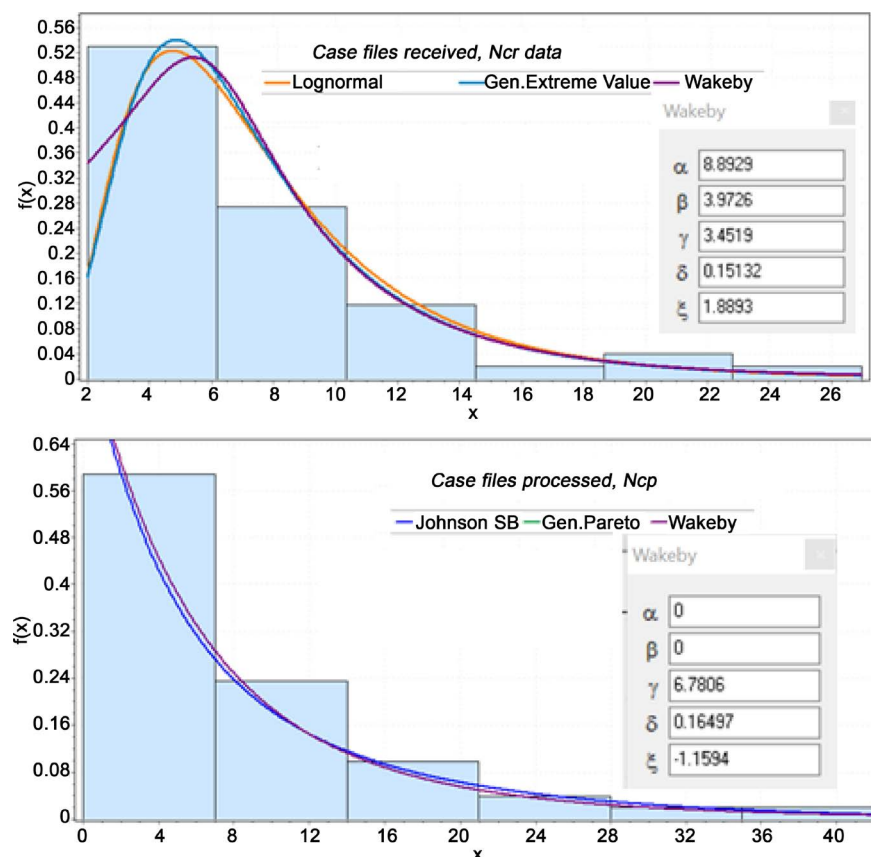 0.56
Case files received, Ncr data
0.52
Lognormal Gen.Extreme Value Wakeby
0.48
0.44
Wakeby
0.4
0.36
α 8.8929
0.32
β 3.9726
0.28
f(x)
γ 3.4519
0.24
0.2
δ 0.15132
0.16
ξ 1.8893
0.12
0.08
0.04
0
2 4 6 8 10 12 14 16 18 20 22 24 26
x
0.64
Case files processed, Ncp
0.56
Johnson SB Gen.Pareto Wakeby
0.48
Wakeby
0.4
α 0
0.32
f(x)
β 0
0.24
γ 6.7806
0.16
δ 0.16497
0.08
ξ -1.1594
0
0 4 8 12 16 20 24 28 32 36 40
x